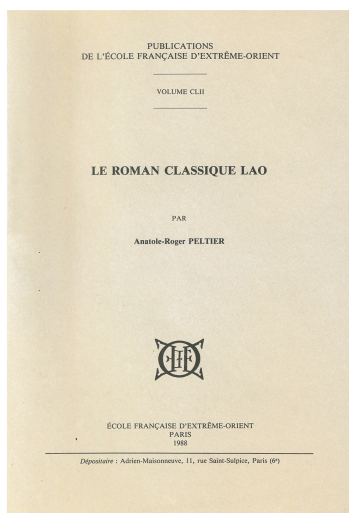 PUBLICATIONS
DE L'ÉCOLE FRANÇAISE D'EXTRÊME-ORIENT
VOLUME CLII
LE ROMAN CLASSIQUE LAO
PAR
Anatole-Roger PELTIER
ÉCOLE FRANÇAISE D'EXTRÊME-ORIENT
PARIS
1988
Dépositaire : Adrien-Maisonneuve, 11, rue Saint-Sulpice, Paris (6e)